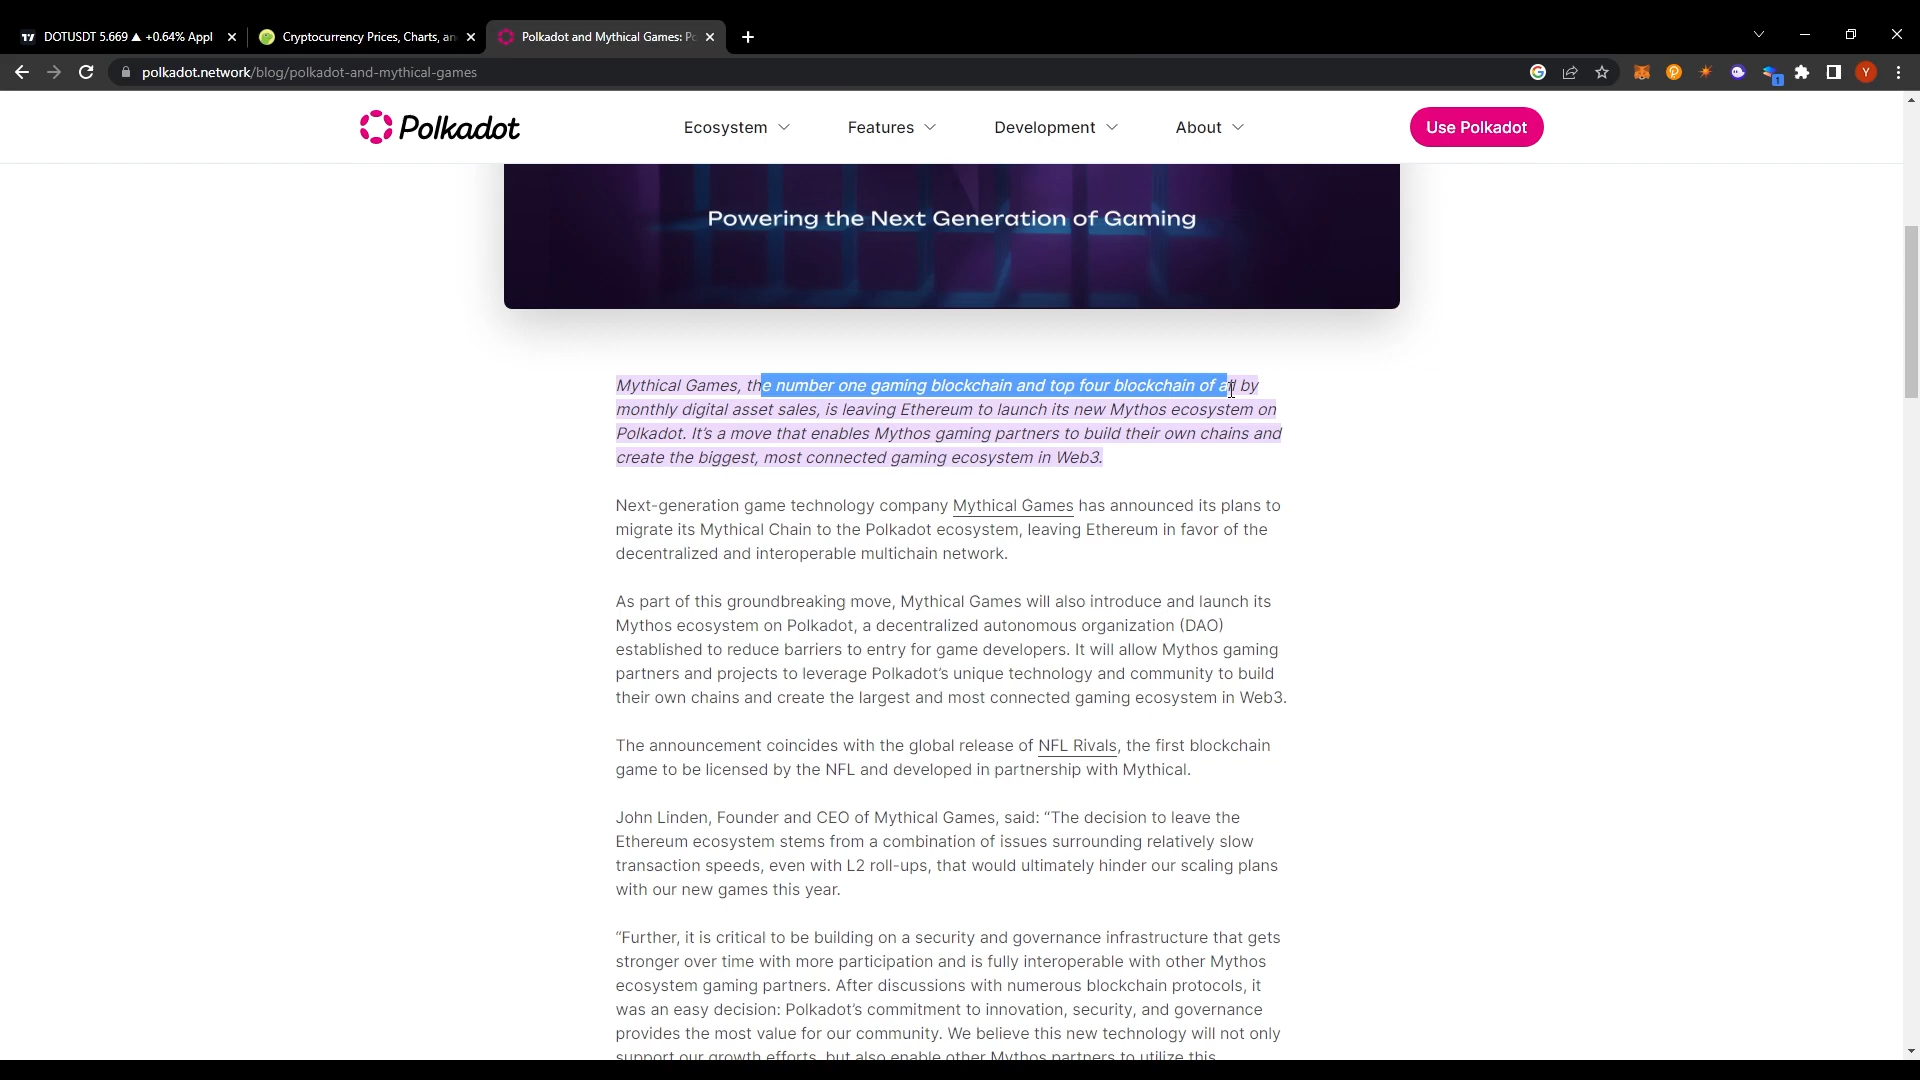 DOTUSDT 5.669 ▲ +0.64% Appl
Cryptocurrency Prices, Charts, an
Polkadot and Mythical Games: Po
polkadot.network/blog/polkadot-and-mythical-games
1
Y
Polkadot
Ecosystem
Features
Development
About
Use Polkadot
Powering the Next Generation of Gaming
Mythical Games, the number one gaming blockchain and top four blockchain of all by
monthly digital asset sales, is leaving Ethereum to launch its new Mythos ecosystem on
Polkadot. It's a move that enables Mythos gaming partners to build their own chains and
create the biggest, most connected gaming ecosystem in Web3.
Next-generation game technology company Mythical Games has announced its plans to
migrate its Mythical Chain to the Polkadot ecosystem, leaving Ethereum in favor of the
decentralized and interoperable multichain network.
As part of this groundbreaking move, Mythical Games will also introduce and launch its
Mythos ecosystem on Polkadot, a decentralized autonomous organization (DAO)
established to reduce barriers to entry for game developers. It will allow Mythos gaming
partners and projects to leverage Polkadot's unique technology and community to build
their own chains and create the largest and most connected gaming ecosystem in Web3.
The announcement coincides with the global release of NFL Rivals, the first blockchain
game to be licensed by the NFL and developed in partnership with Mythical.
John Linden, Founder and CEO of Mythical Games, said: “The decision to leave the
Ethereum ecosystem stems from a combination of issues surrounding relatively slow
transaction speeds, even with L2 roll-ups, that would ultimately hinder our scaling plans
with our new games this year.
“Further, it is critical to be building on a security and governance infrastructure that gets
stronger over time with more participation and is fully interoperable with other Mythos
ecosystem gaming partners. After discussions with numerous blockchain protocols, it
was an easy decision: Polkadot's commitment to innovation, security, and governance
provides the most value for our community. We believe this new technology will not only
support our growth efforts, but also enable other Mythos partners to utilize this